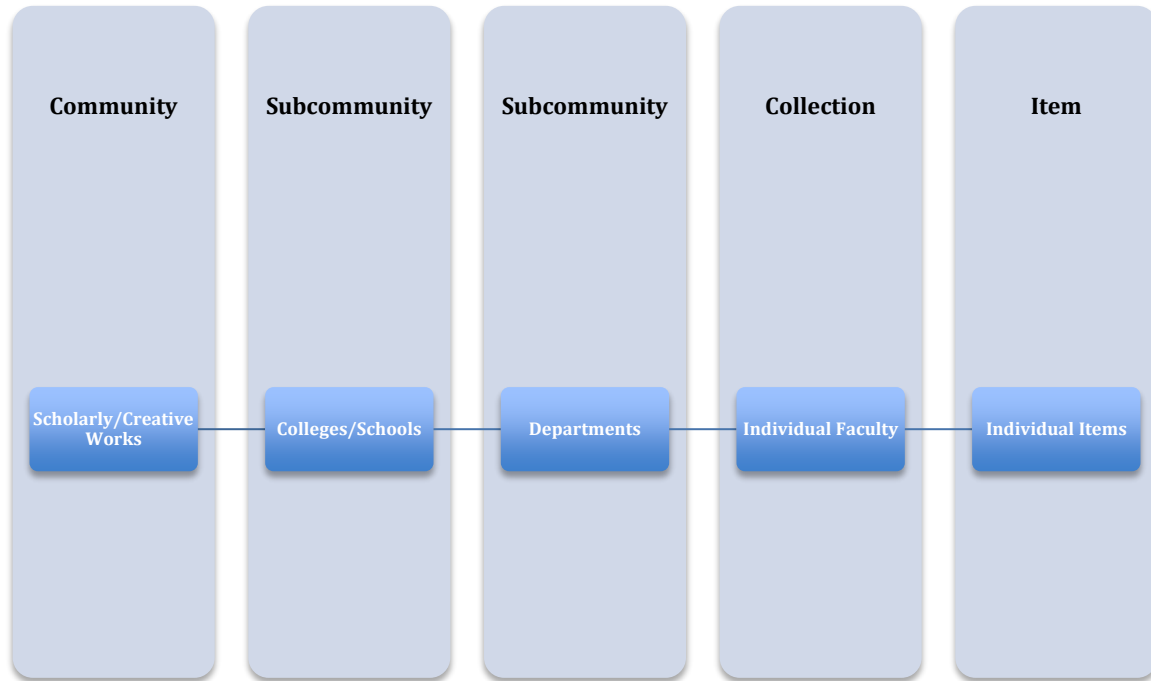 Community
Subcommunity
Subcommunity
Collection
Item
Scholarly/Creative
Works
Colleges/Schools
Departments
Individual Faculty
Individual Items